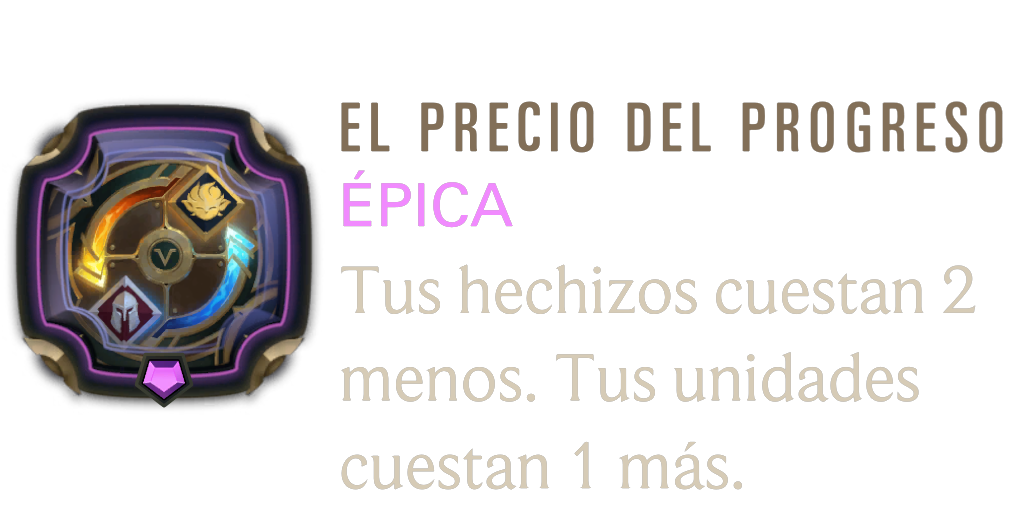 EL PRECIO DEL PROGRESO
ÉPICA
Tus hechizos cuestan 2
menos. Tus unidades
cuestan 1 más.
V